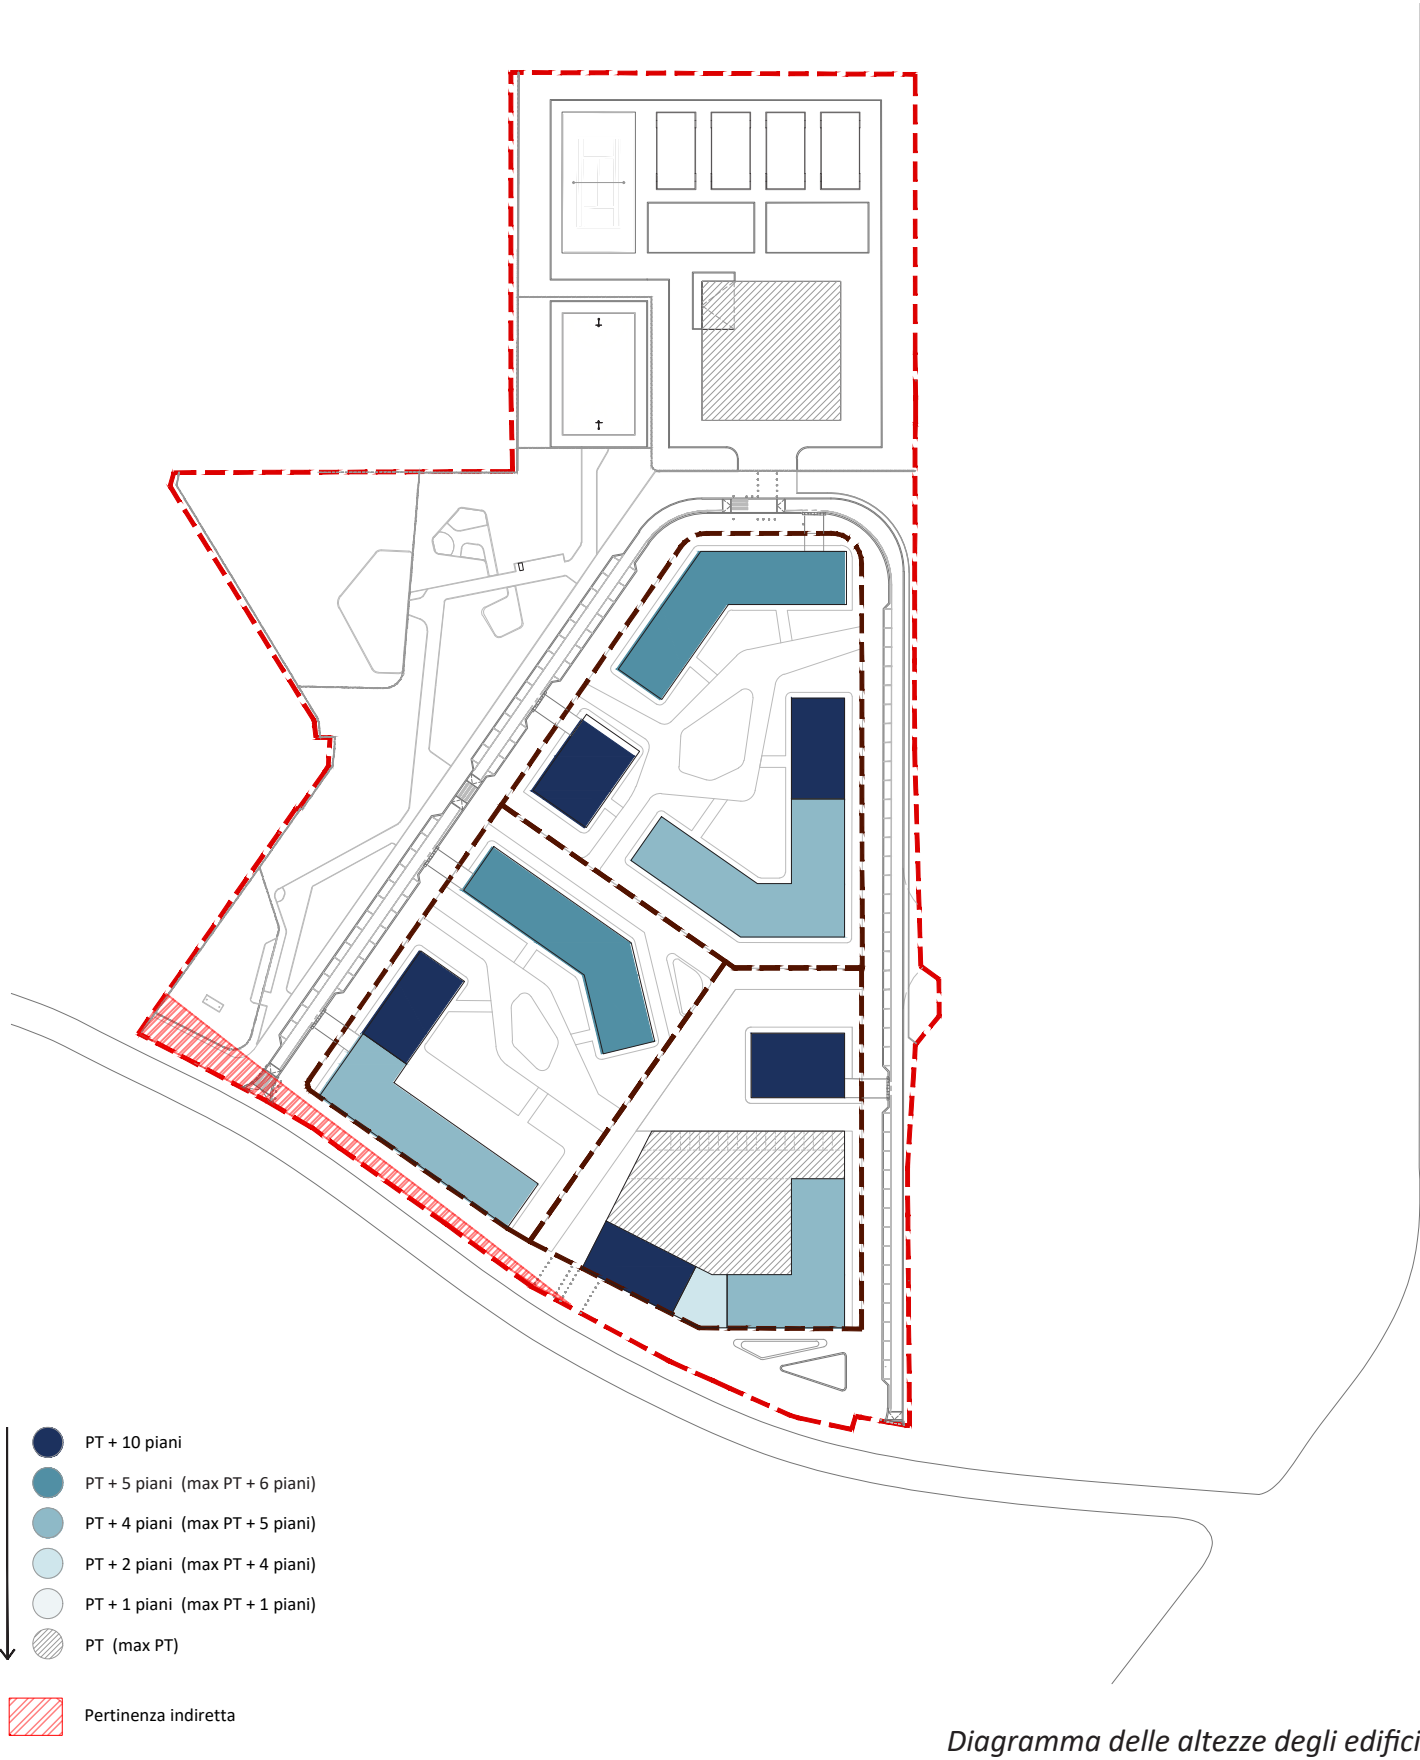 PT + 10 piani
PT + 5 piani (max PT + 6 piani)
PT + 4 piani (max PT + 5 piani)
PT + 2 piani (max PT + 4 piani)
PT + 1 piani (max PT + 1 piani)
PT (max PT)
Pertinenza indiretta
Diagramma delle altezze degli edifici